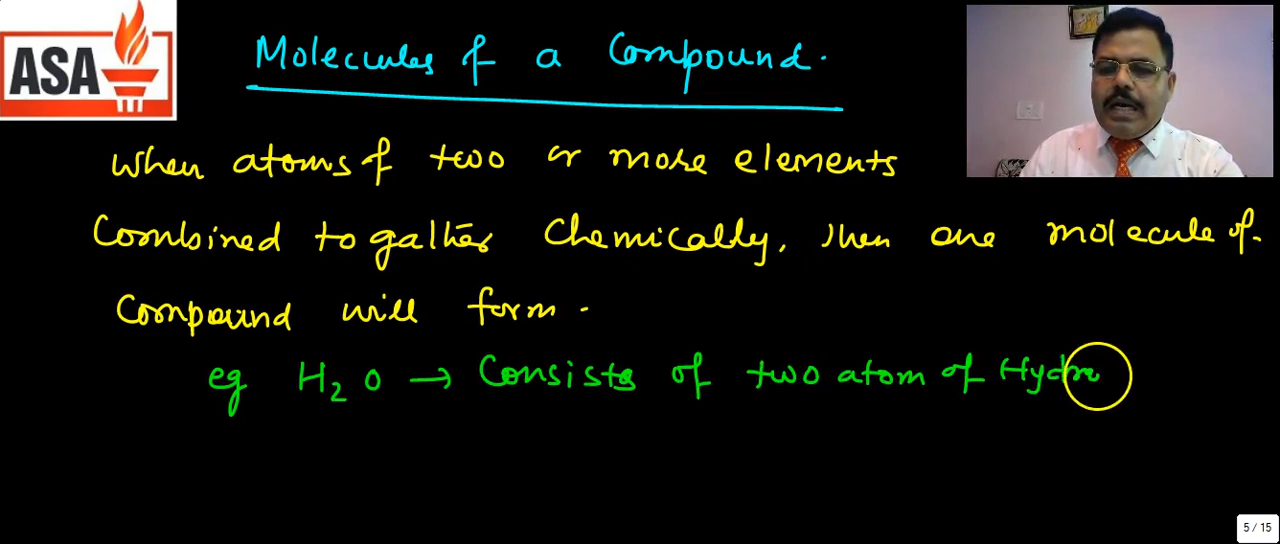 ASA
Molecules of a Compound.
When atoms of two or more elements
Combined togather Chemically, then one molecule of
Compound will form.
eg H₂O → Consists of two atom of Hydro
5 / 15